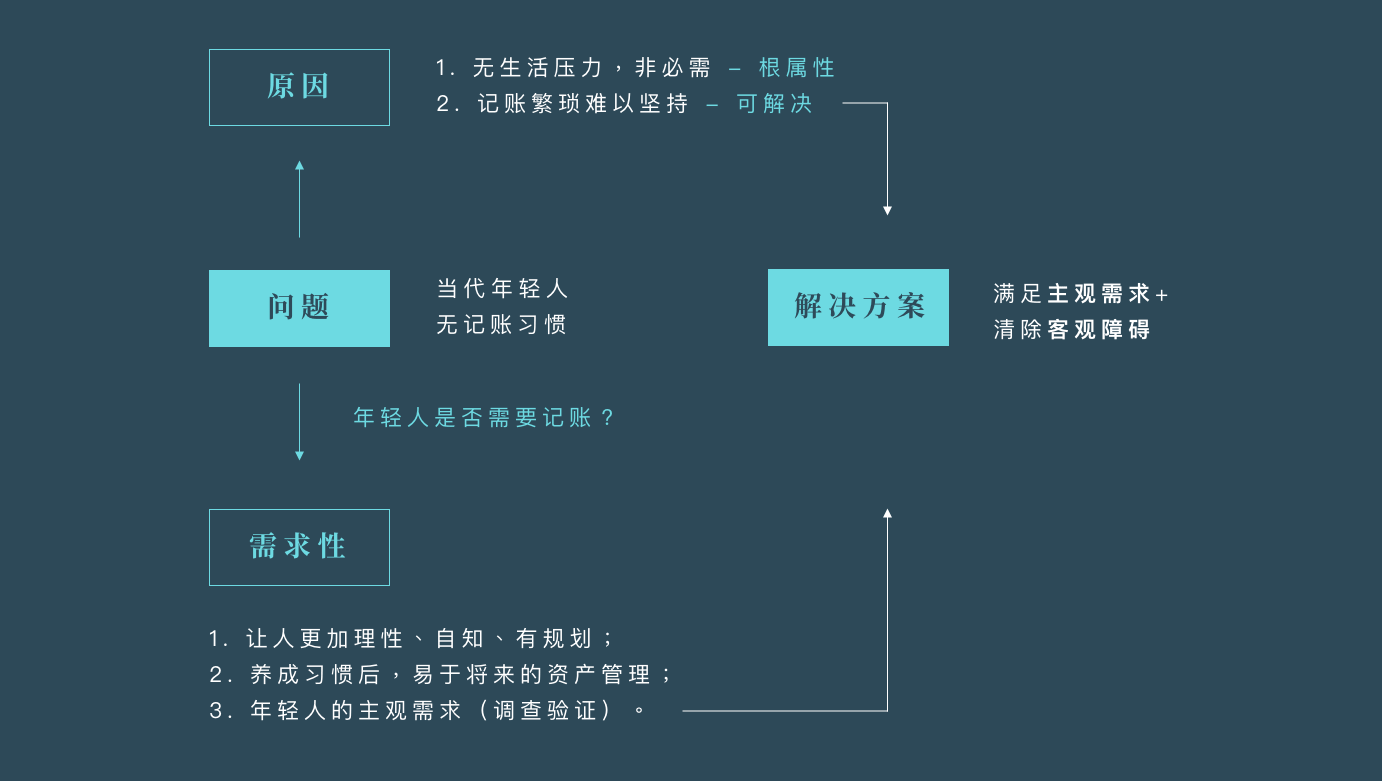 原因
1. 无生活压力，非必需 – 根属性
2. 记账繁琐难以坚持 – 可解决
问题
当代年轻人
无记账习惯
解决方案
满足主观需求+
清除客观障碍
年轻人是否需要记账?
需求性
1. 让人更加理性、自知、有规划；
2. 养成习惯后，易于将来的资产管理；
3. 年轻人的主观需求（调查验证）。